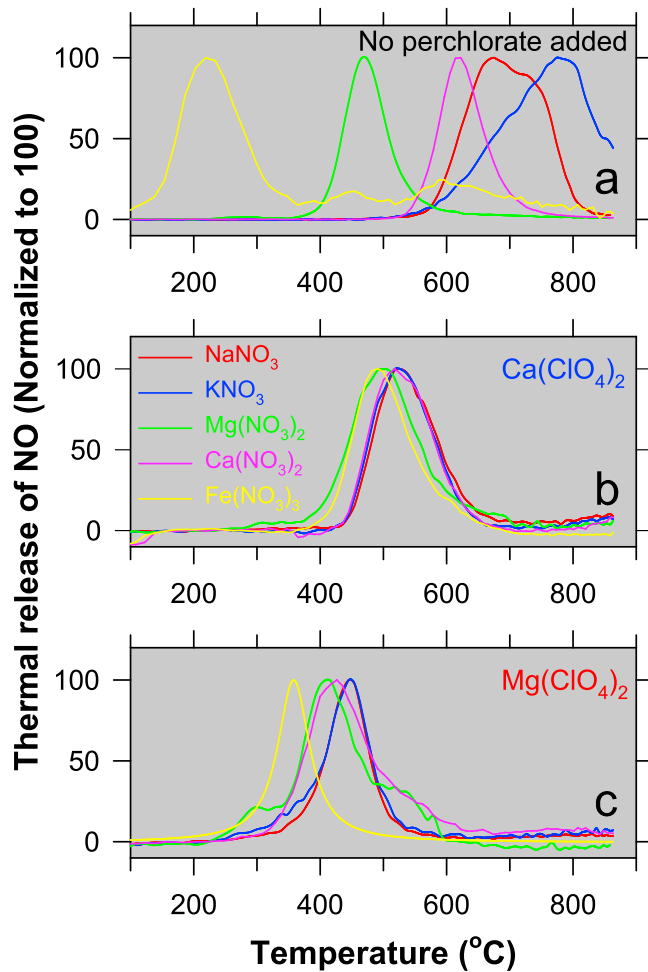 Thermal release of NO (Normalized to 100)
No perchlorate added
100
50
0
a
200 400 600 800
NaNO₃
KNO₃
Mg(NO₃)₂
Ca(NO₃)₂
Fe(NO₃)₃
Ca(ClO₄)₂
100
50
0
b
200 400 600 800
Mg(ClO₄)₂
100
50
0
c
200 400 600 800
Temperature (°C)